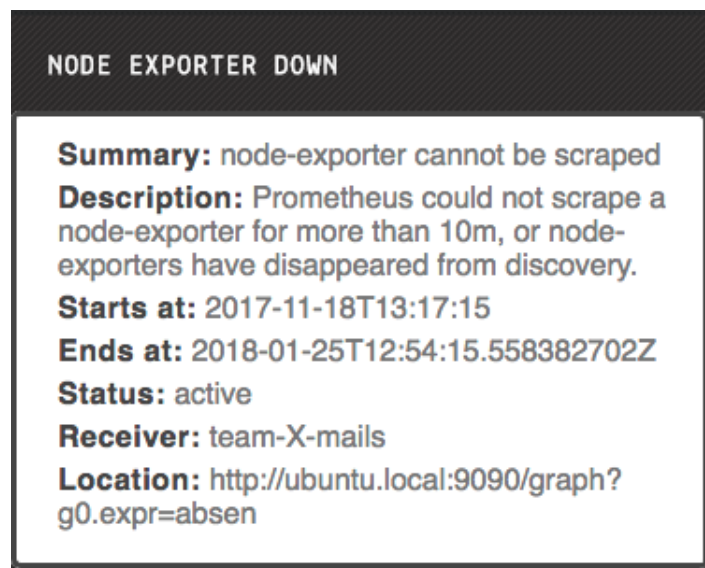 NODE EXPORTER DOWN
Summary: node-exporter cannot be scraped
Description: Prometheus could not scrape a
node-exporter for more than 10m, or node-
exporters have disappeared from discovery.
Starts at: 2017-11-18T13:17:15
Ends at: 2018-01-25T12:54:15.558382702Z
Status: active
Receiver: team-X-mails
Location: http://ubuntu.local:9090/graph?
g0.expr=absen